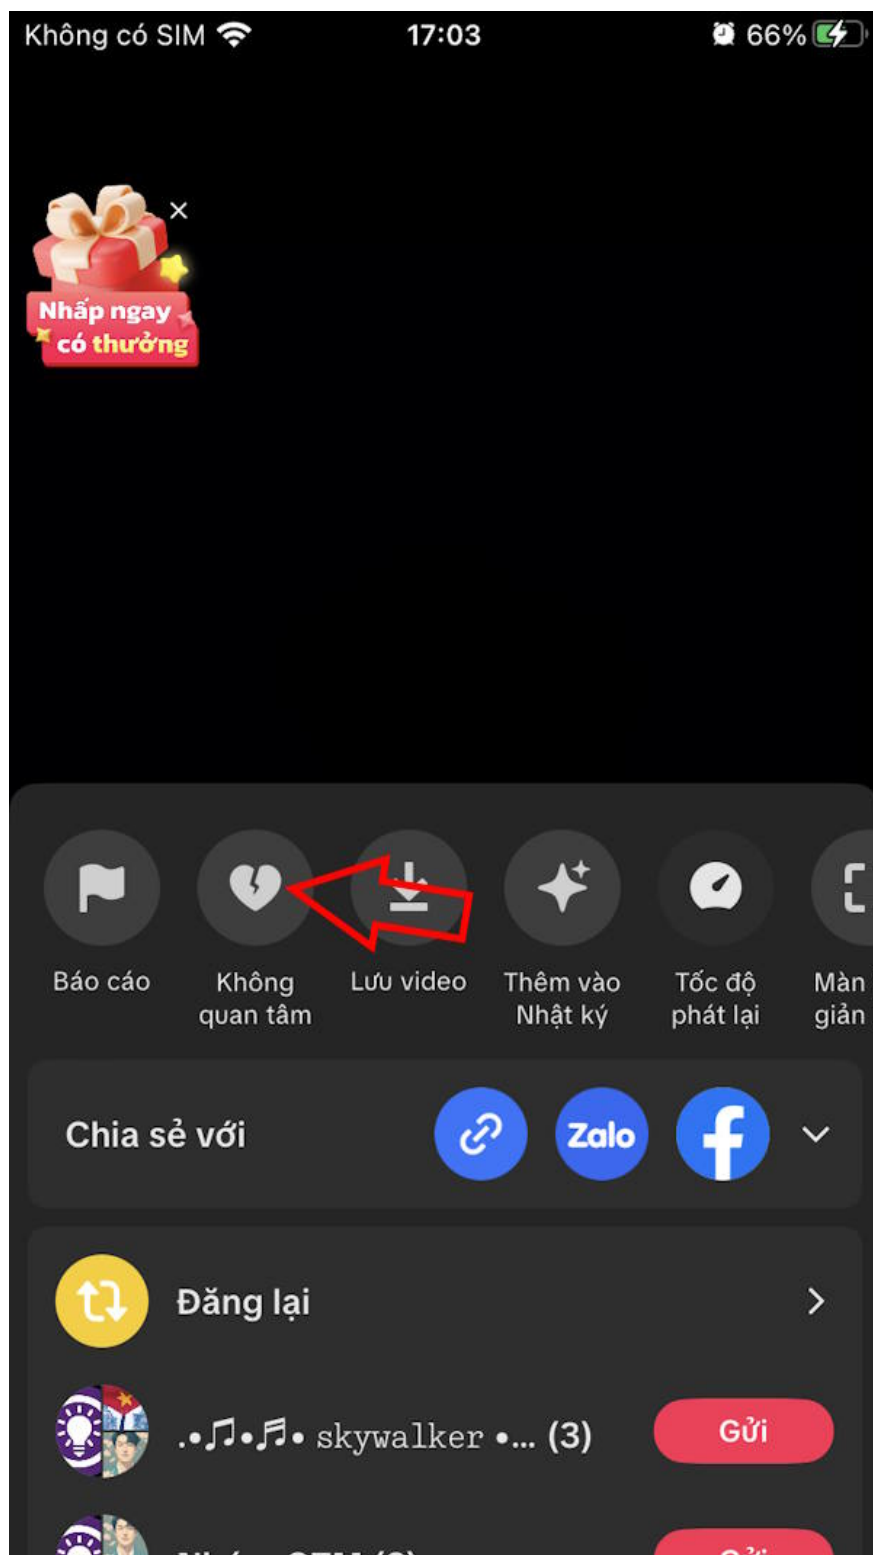 Không có SIM
17:03
66%
Nhấp ngay
có thưởng
Báo cáo
Không
quan tâm
Lưu video
Thêm vào
Nhật ký
Tốc độ
phát lại
Màn
giản
Chia sẻ với
Zalo
Đăng lại
.•♫•♬• skywalker •... (3)
Gửi
Gửi